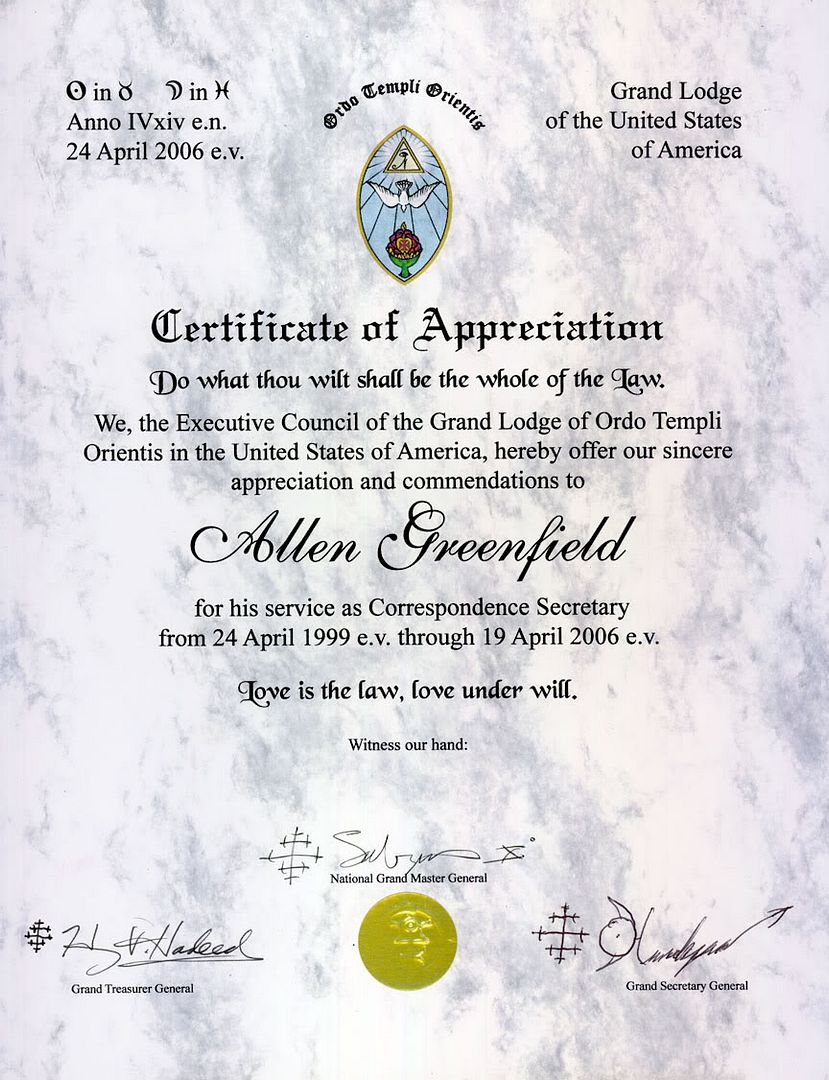 ☉ in ♉ ☽ in ♓
Anno IVxiv e.n.
24 April 2006 e.v.
Ordo Templi Orientis
Grand Lodge
of the United States
of America
Certificate of Appreciation
Do what thou wilt shall be the whole of the Law.
We, the Executive Council of the Grand Lodge of Ordo Templi
Orientis in the United States of America, hereby offer our sincere
appreciation and commendations to
Allen Greenfield
for his service as Correspondence Secretary
from 24 April 1999 e.v. through 19 April 2006 e.v.
Love is the law, love under will.
Witness our hand:
X°
National Grand Master General
Hadeed
Grand Treasurer General
Grand Secretary General